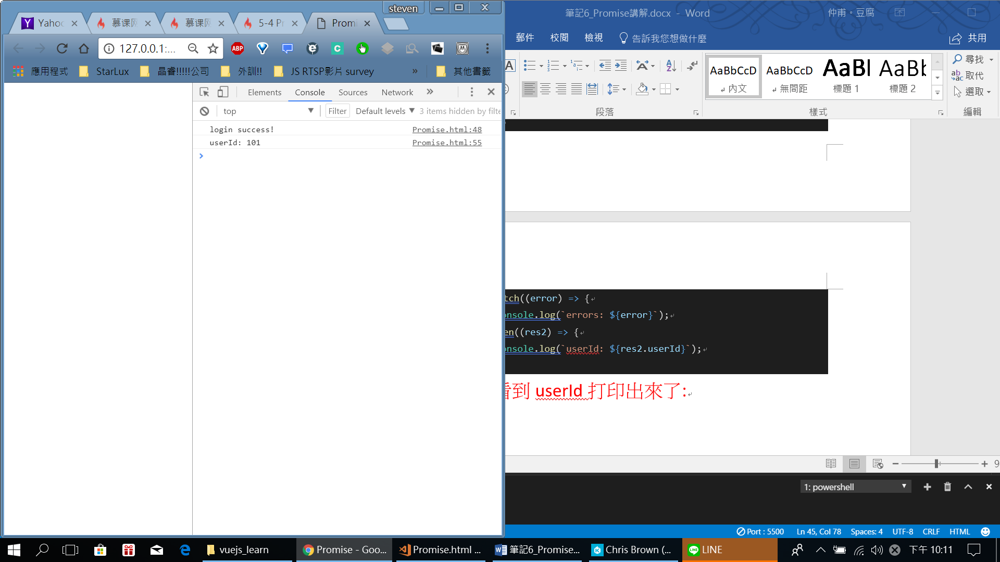 steven
Yahoo
慕课网
慕课网
5-4 Pr
Promi
127.0.0.1:...
ABP
應用程式
StarLux
晶睿!!!!!公司
外訓!!
JS RTSP影片 survey
»
其他書籤
Elements
Console
Sources
Network
»
top
Filter
Default levels
3 items hidden by filte
login success!
Promise.html:48
userId: 101
Promise.html:55
筆記6_Promise講解.docx - Word
仲甫。豆腐
郵件
校閱
檢視
告訴我您想做什麼
共用
AaBbCcD
AaBbCcD
AaBl
AaBb
內文
無間距
標題 1
標題 2
尋找
取代
選取
段落
樣式
編輯
tch((error) => {
onsole.log(`errors: ${error}`);
en((res2) => {
onsole.log(`userId: ${res2.userId}`);
看到 userId 打印出來了:
1: powershell
Port : 5500
Ln 45, Col 78
Spaces: 4
UTF-8
CRLF
HTML
vuejs_learn
Promise - Goo...
Promise.html ...
筆記6_Promise...
Chris Brown (...
LINE
下午 10:11